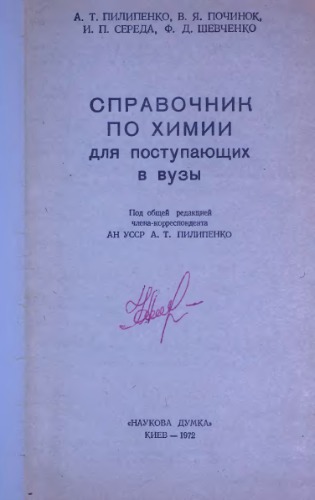 А. Т. ПИЛИПЕНКО, В. Я. ПОЧИНОК,
И. П. СЕРЕДА, Ф. Д. ШЕВЧЕНКО
СПРАВОЧНИК
ПО ХИМИИ
для поступающих
в вузы
Под общей редакцией
члена-корреспондента
АН УССР А. Т. ПИЛИПЕНКО
«НАУКОВА ДУМКА»
КИЕВ — 1972